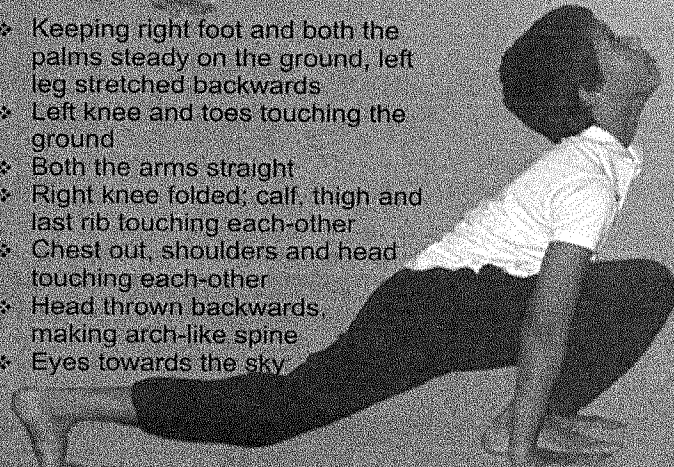 Keeping right foot and both the
palms steady on the ground, left
leg stretched backwards
Left knee and toes touching the
ground
Both the arms straight
Right knee folded; calf, thigh and
last rib touching each-other
Chest out, shoulders and head
touching each-other
Head thrown backwards,
making arch-like spine
Eyes towards the sky